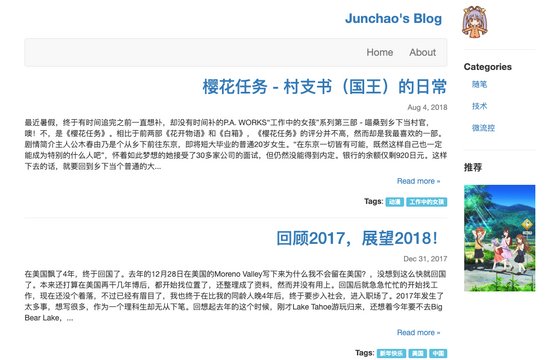 Junchao's Blog
Home
About
樱花任务 - 村支书（国王）的日常
Aug 4, 2018
最近暑假，终于有时间追完之前一直想补，却没有时间补的P.A. WORKS“工作中的女孩”系列第三部 - 喵桑到乡下当村官，
噢！不，是《樱花任务》。相比于前两部《花开物语》和《白箱》，《樱花任务》的评分并不高，然而却是我最喜欢的一部。
剧情简介主人公木春由乃是个从乡下前往东京，即将短大毕业的普通20岁女生。“在东京一切皆有可能，既然这样自己也一定
能成为特别的什么人吧”，怀着如此梦想的她接受了30多家公司的面试，但仍然没能得到内定。银行的余额仅剩920日元。这样
下去的话，就要回到乡下当个普通的大...
Read more »
Tags: 动漫 工作中的女孩
回顾2017，展望2018！
Dec 31, 2017
在美国飘了4年，终于回国了。去年的12月28日在美国的Moreno Valley写下来为什么我不会留在美国？，没想到这么快就回国
了。本来还打算在美国再干几年博后，都开始找位置了，还整理成了资料，然而并没有用上。回国后就急急忙忙的开始找工
作，现在还没个着落，不过已经有眉目了，我也终于在比我的同龄人晚4年后，终于要步入社会，进入职场了。2017年发生了
太多事，想写很多，作为一个理科生却无从下笔。回想起去年的这个时候，刚才Lake Tahoe游玩归来，还想着今年要不去Big
Bear Lake，...
Read more »
Tags: 新年快乐 美国 中国
Categories
随笔
技术
微流控
推荐